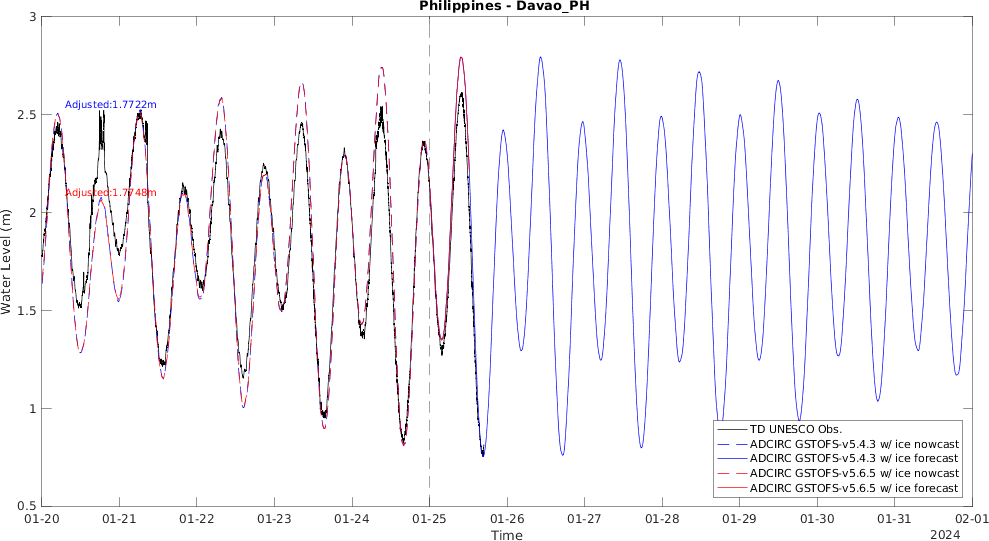 Philippines - Davao_PH
3
2.5
2
1.5
1
0.5
Water Level (m)
Adjusted:1.7722m
Adjusted:1.7748m
TD UNESCO Obs.
ADCIRC GSTOFS-v5.4.3 w/ ice nowcast
ADCIRC GSTOFS-v5.4.3 w/ ice forecast
ADCIRC GSTOFS-v5.6.5 w/ ice nowcast
ADCIRC GSTOFS-v5.6.5 w/ ice forecast
01-20 01-21 01-22 01-23 01-24 01-25 01-26 01-27 01-28 01-29 01-30 01-31 02-01
Time
2024